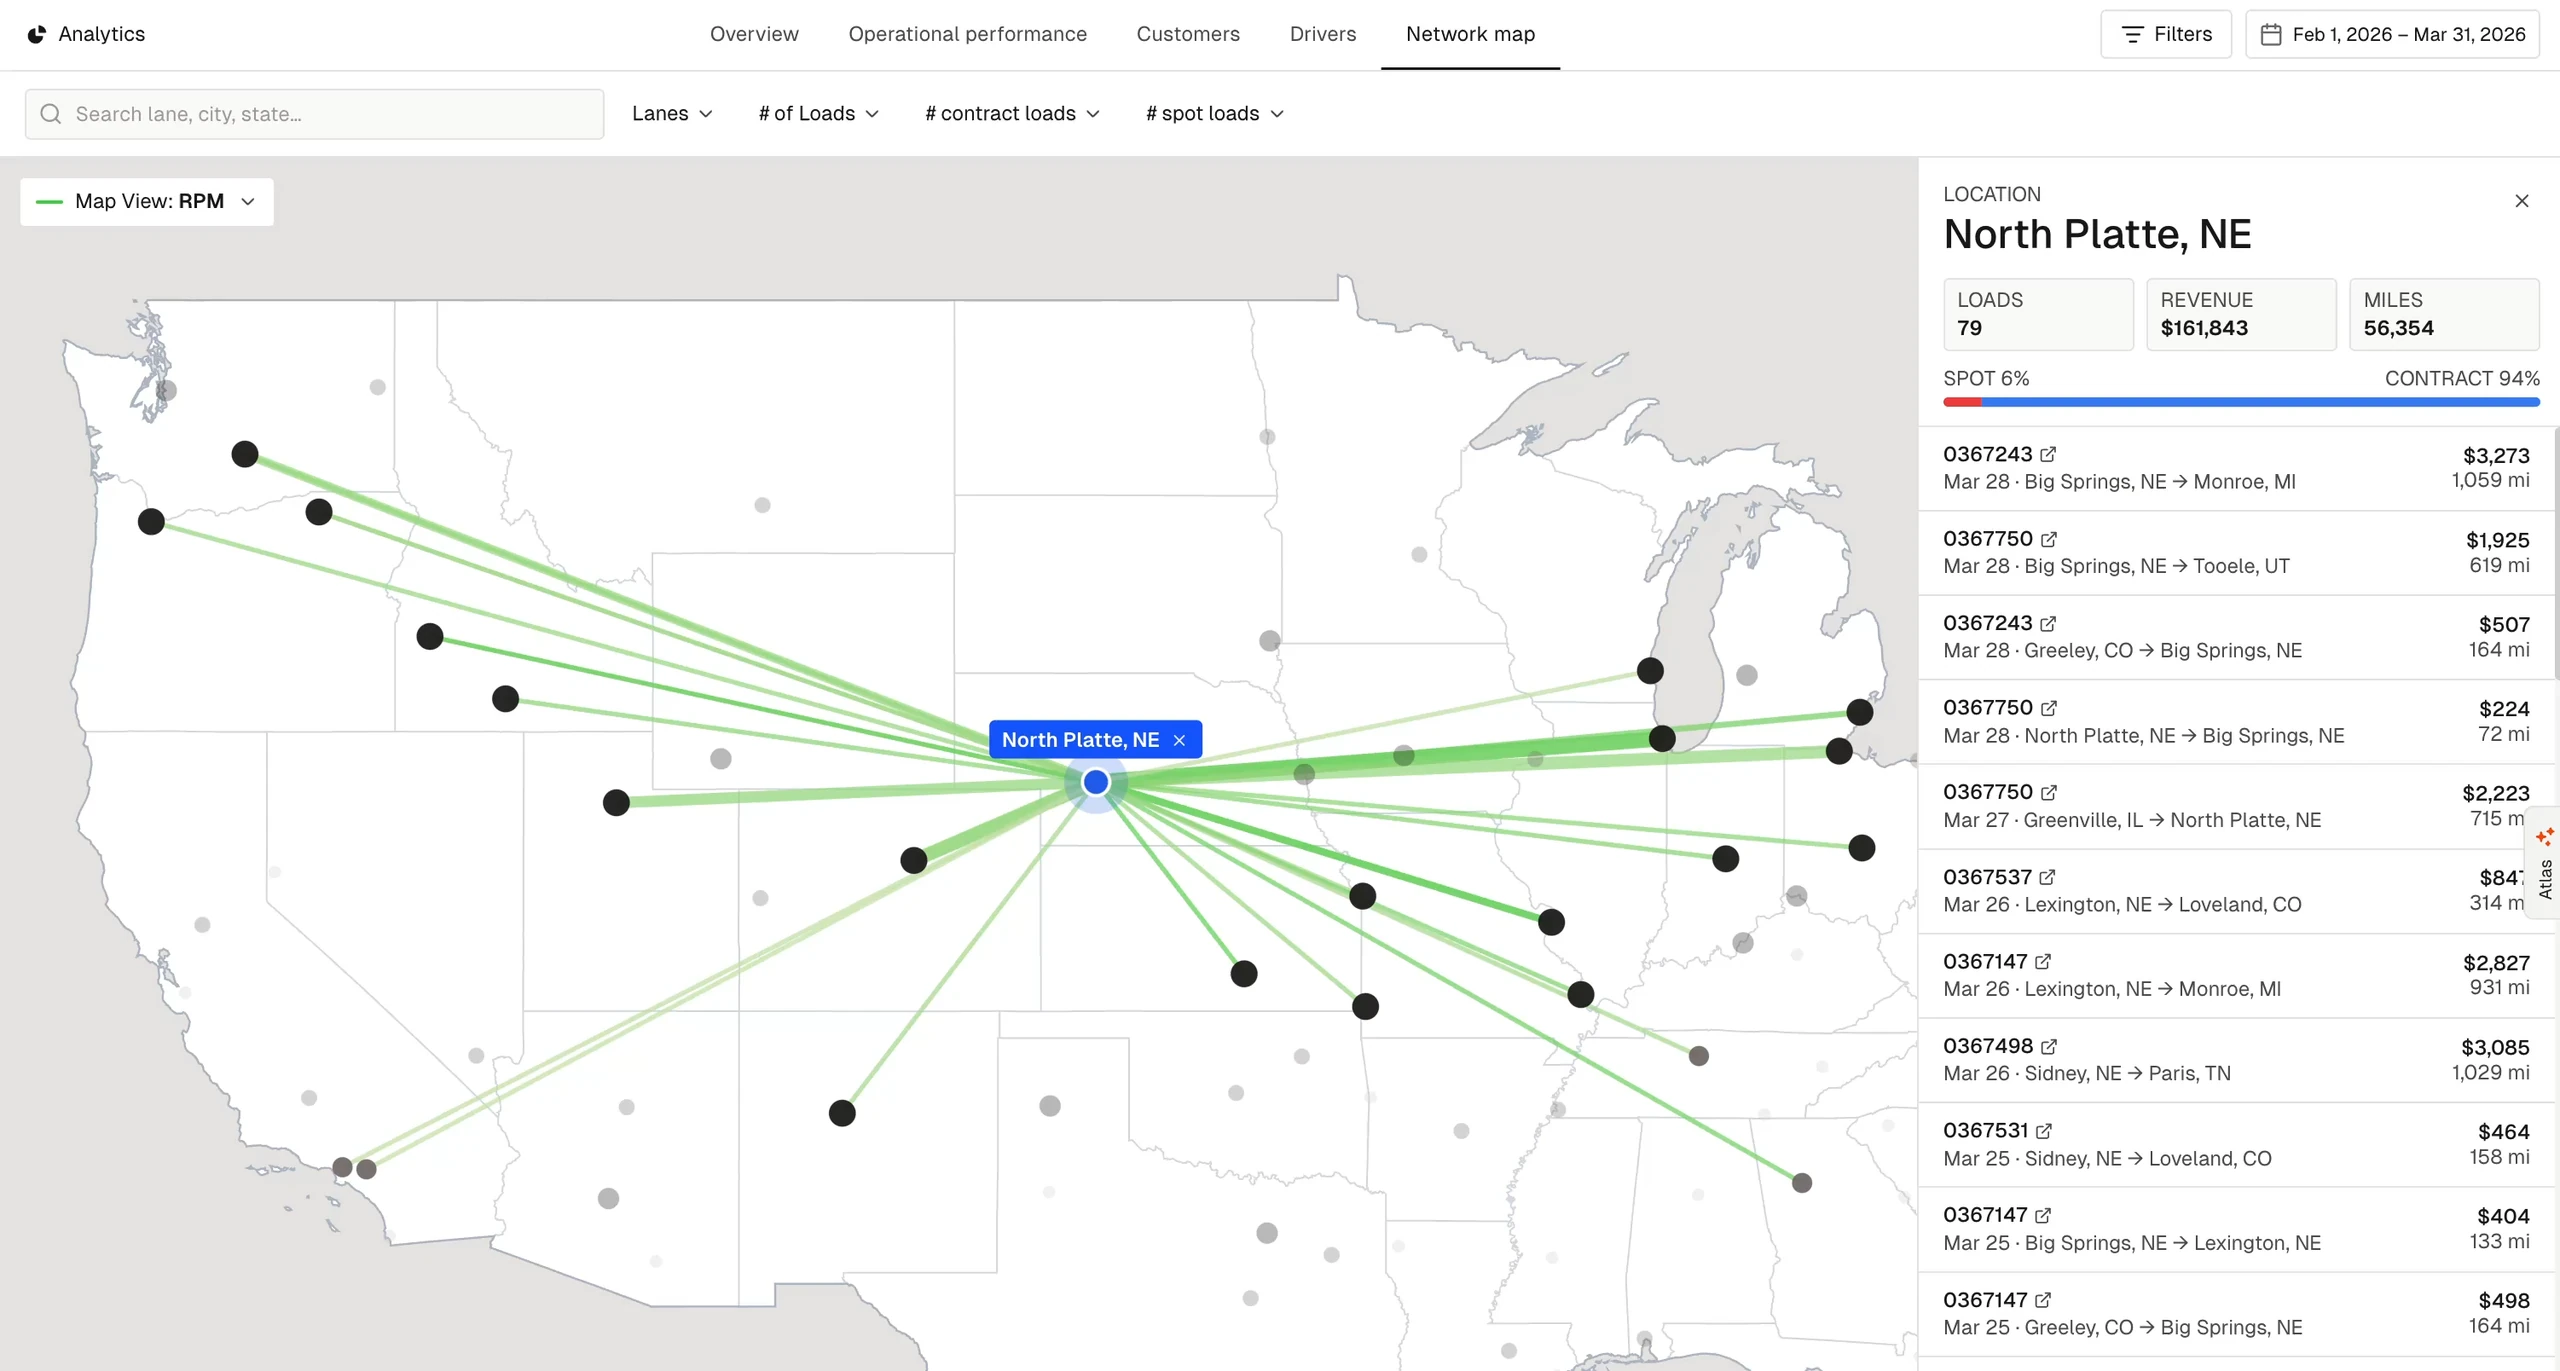 Analytics
Overview
Operational performance
Customers
Drivers
Network map
Filters
Feb 1, 2026 – Mar 31, 2026
Search lane, city, state...
Lanes
# of Loads
# contract loads
# spot loads
Map View: RPM
North Platte, NE
LOCATION
North Platte, NE
LOADS
79
REVENUE
$161,843
MILES
56,354
SPOT 6%
CONTRACT 94%
0367243
$3,273
Mar 28 · Big Springs, NE → Monroe, MI
1,059 mi
0367750
$1,925
Mar 28 · Big Springs, NE → Tooele, UT
619 mi
0367243
$507
Mar 28 · Greeley, CO → Big Springs, NE
164 mi
0367750
$224
Mar 28 · North Platte, NE → Big Springs, NE
72 mi
0367750
$2,223
Mar 27 · Greenville, IL → North Platte, NE
715 m
0367537
$847
Mar 26 · Lexington, NE → Loveland, CO
314 m
Atlas
0367147
$2,827
Mar 26 · Lexington, NE → Monroe, MI
931 mi
0367498
$3,085
Mar 26 · Sidney, NE → Paris, TN
1,029 mi
0367531
$464
Mar 25 · Sidney, NE → Loveland, CO
158 mi
0367147
$404
Mar 25 · Big Springs, NE → Lexington, NE
133 mi
0367147
$498
Mar 25 · Greeley, CO → Big Springs, NE
164 mi